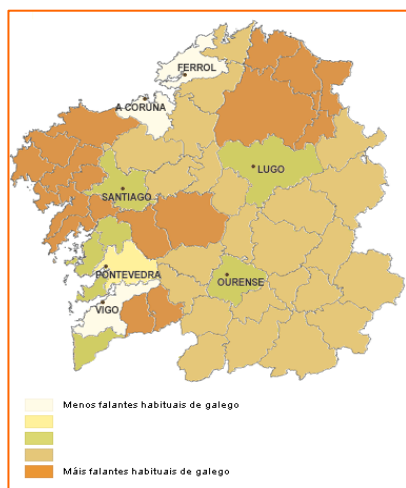 FERROL
A CORUÑA
LUGO
SANTIAGO
PONTEVEDRA
OURENSE
VIGO
Menos falantes habituais de galego
Máis falantes habituais de galego